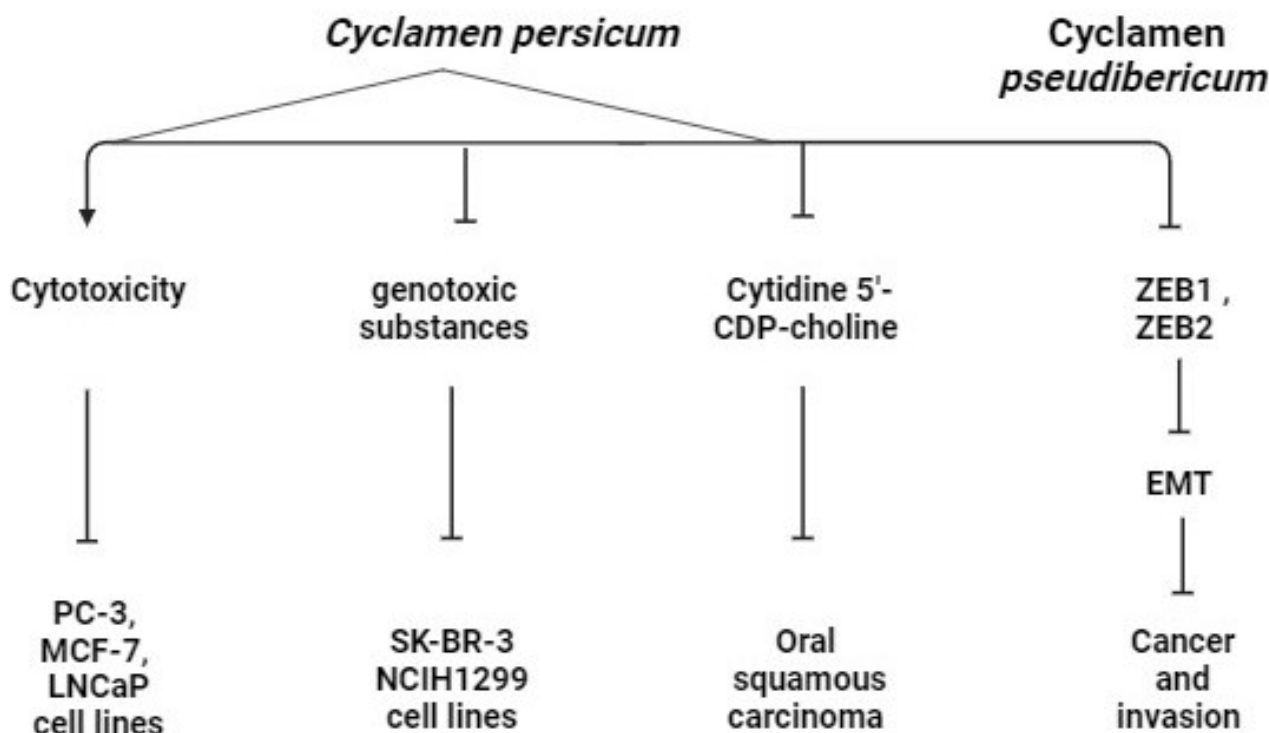 Cyclamen persicum
Cyclamen
pseudibericum
Cytotoxicity
genotoxic
substances
Cytidine 5'-
CDP-choline
ZEB1 ,
ZEB2
EMT
PC-3,
MCF-7,
LNCaP
cell lines
SK-BR-3
NCIH1299
cell lines
Oral
squamous
carcinoma
Cancer
and
invasion